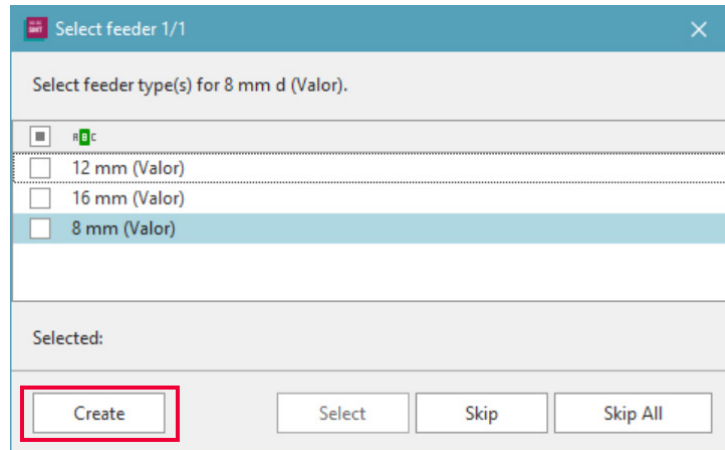 Select feeder 1/1
Select feeder type(s) for 8 mm d (Valor).
ABC
12 mm (Valor)
16 mm (Valor)
8 mm (Valor)
Selected:
Create Select Skip Skip All